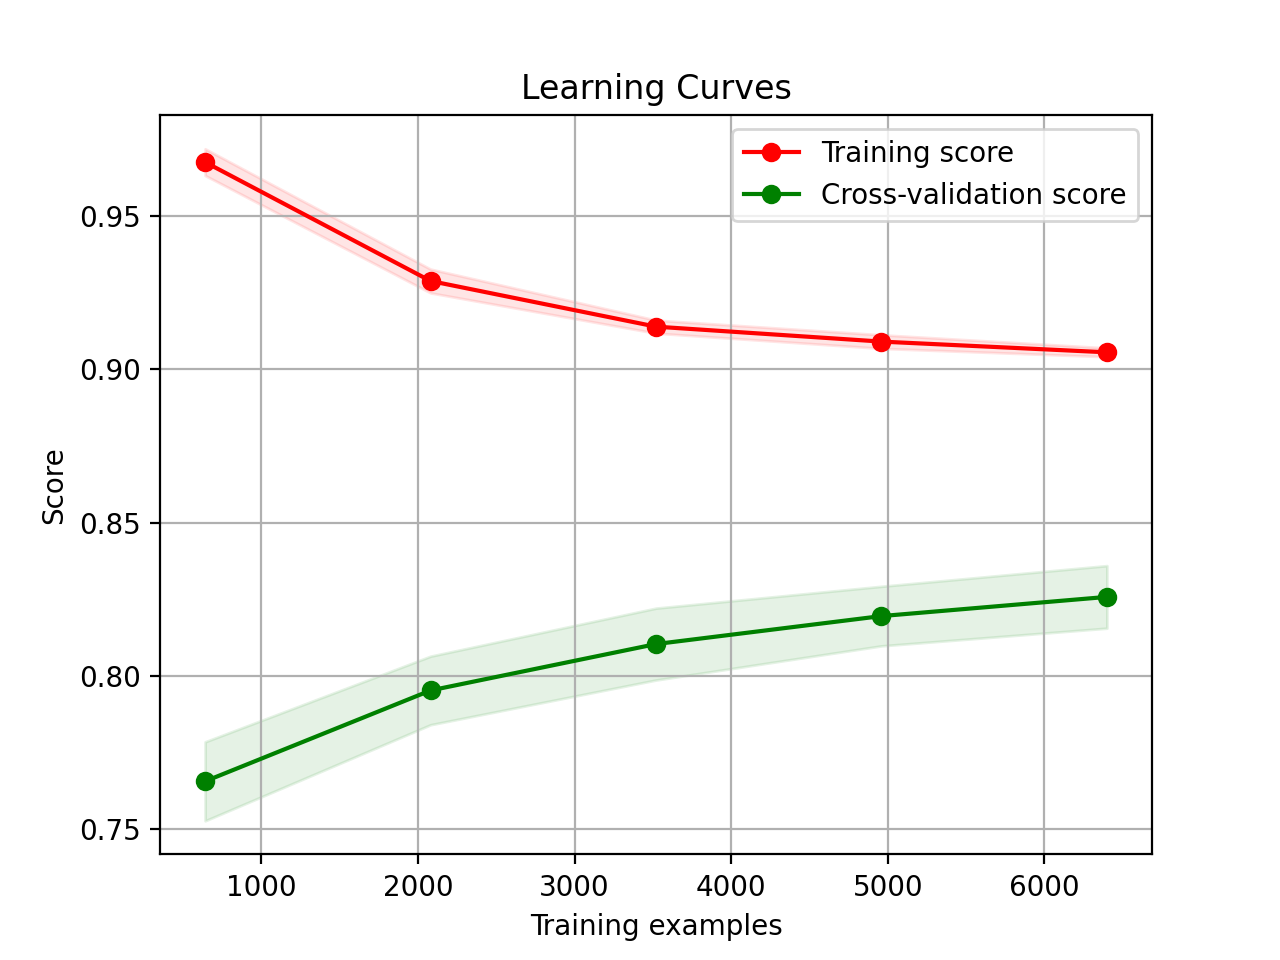 Learning Curves
Training score
Cross-validation score
0.95
0.90
0.85
0.80
0.75
Score
1000 2000 3000 4000 5000 6000
Training examples